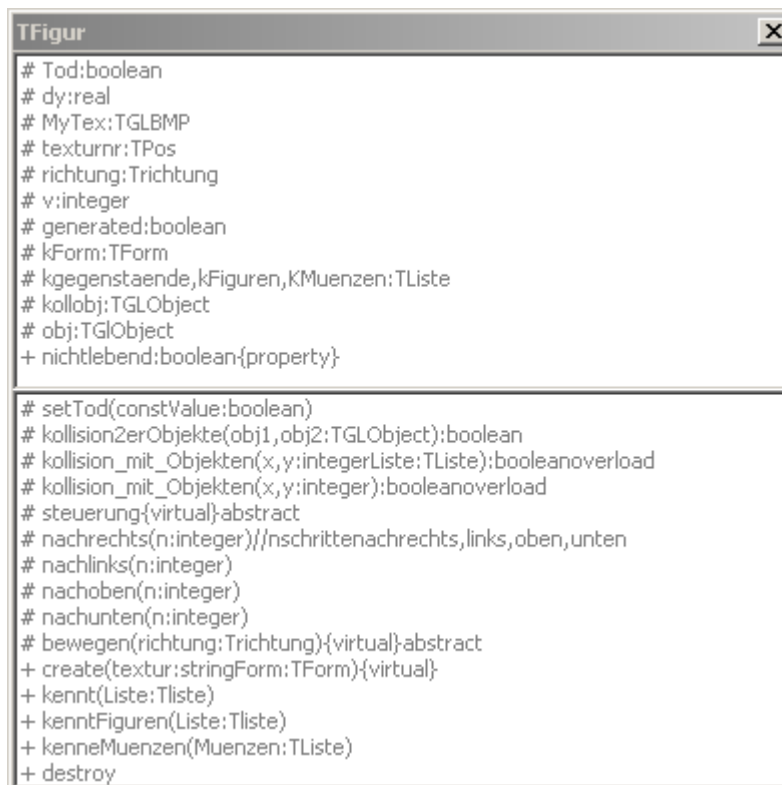 TFigur
# Tod:boolean
# dy:real
# MyTex:TGLBMP
# texturnr:TPos
# richtung:Trichtung
# v:integer
# generated:boolean
# kForm:TForm
# kgegenstaende,kFiguren,KMuenzen:TListe
# kollobj:TGLObject
# obj:TGlObject
+ nichtlebend:boolean{property}
# setTod(constValue:boolean)
# kollision2erObjekte(obj1,obj2:TGLObject):boolean
# kollision_mit_Objekten(x,y:integerListe:TListe):booleanoverload
# kollision_mit_Objekten(x,y:integer):booleanoverload
# steuerung{virtual}abstract
# nachrechts(n:integer)//nschrittenachrechts,links,oben,unten
# nachlinks(n:integer)
# nachoben(n:integer)
# nachunten(n:integer)
# bewegen(richtung:Trichtung){virtual}abstract
+ create(textur:stringForm:TForm){virtual}
+ kennt(Liste:Tliste)
+ kenntFiguren(Liste:Tliste)
+ kenneMuenzen(Muenzen:TListe)
+ destroy